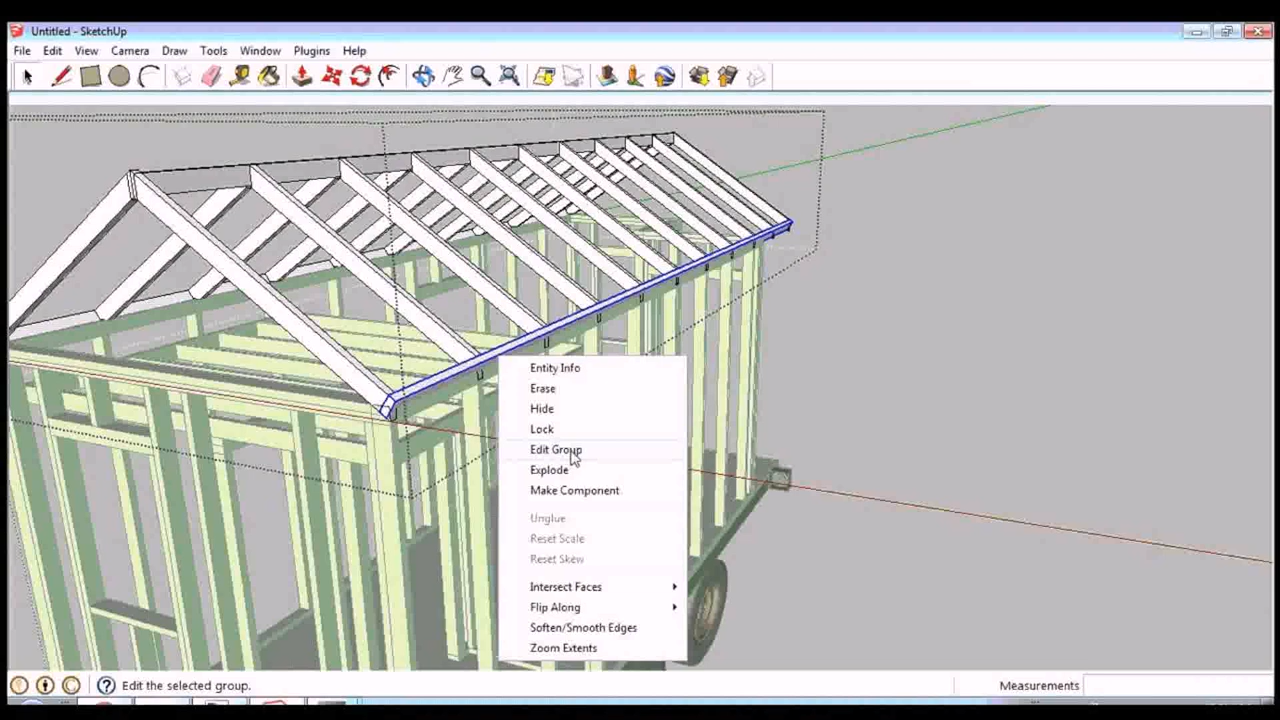 Untitled - SketchUp
File Edit View Camera Draw Tools Window Plugins Help
Entity Info
Erase
Hide
Lock
Edit Group
Explode
Make Component
Unglue
Reset Scale
Reset Skew
Intersect Faces
Flip Along
Soften/Smooth Edges
Zoom Extents
Edit the selected group.
Measurements